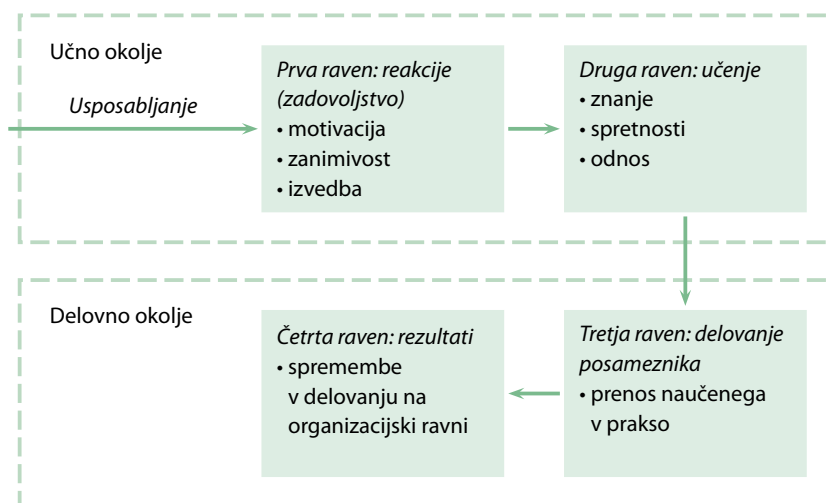 Učno okolje
Usposabljanje
Prva raven: reakcije
(zadovoljstvo)
• motivacija
• zanimivost
• izvedba
Druga raven: učenje
• znanje
• spretnosti
• odnos
Delovno okolje
Četrta raven: rezultati
• spremembe
v delovanju na
organizacijski ravni
Tretja raven: delovanje
posameznika
• prenos naučenega
v prakso